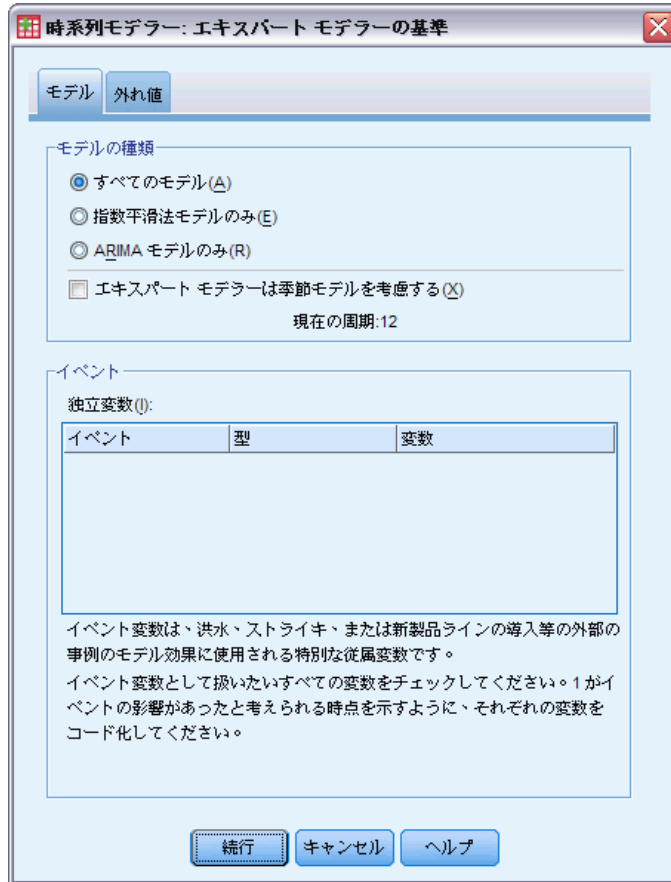 時系列モデラー: エキスパート モデラーの基準
モデル
外れ値
モデルの種類
すべてのモデル(A)
指数平滑法モデルのみ(E)
ARIMA モデルのみ(R)
エキスパート モデラーは季節モデルを考慮する(X)
現在の周期:12
イベント
独立変数(I):
イベント 型 変数
イベント変数は、洪水、ストライキ、または新製品ラインの導入等の外部の
事例のモデル効果に使用される特別な従属変数です。
イベント変数として扱いたいすべての変数をチェックしてください。1 がイ
ベントの影響があったと考えられる時点を示すように、それぞれの変数を
コード化してください。
続行 キャンセル ヘルプ